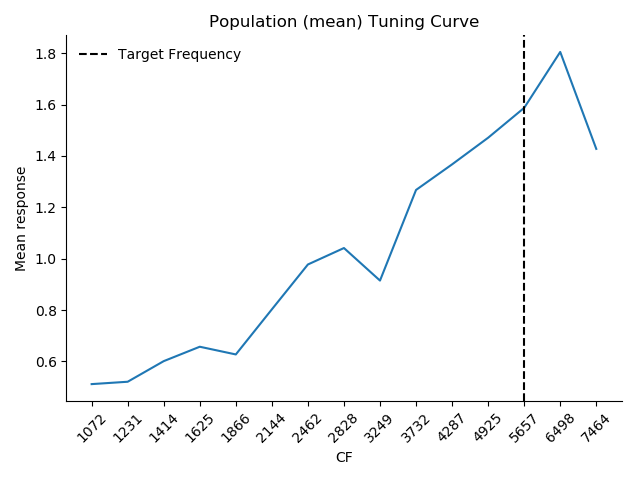 Population (mean) Tuning Curve
Target Frequency
Mean response
1.8
1.6
1.4
1.2
1.0
0.8
0.6
1072 1231 1414 1625 1866 2144 2462 2828 3249 3732 4287 4925 5657 6498 7464
CF